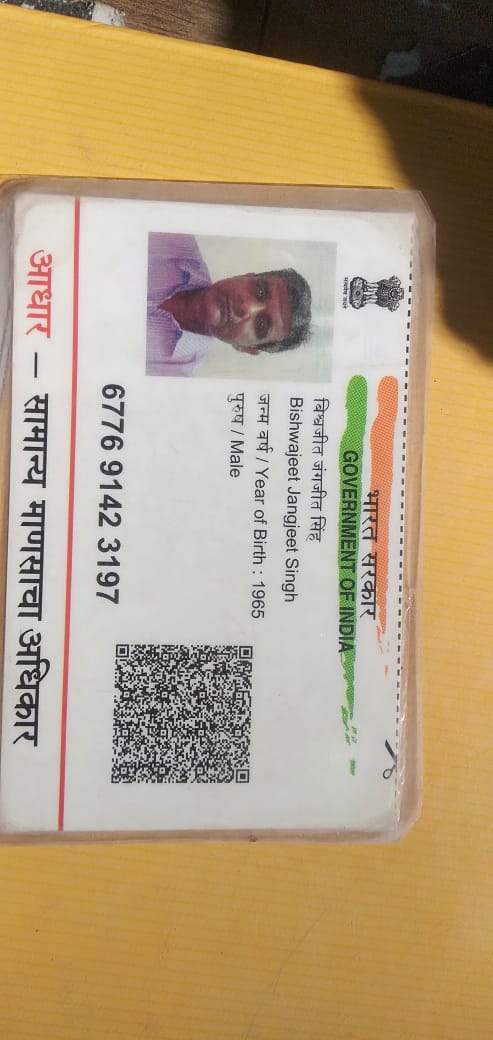 भारत सरकार
GOVERNMENT OF INDIA
सत्यमेव जयते
बिश्वजीत जंगजीत सिंह
Bishwajeet Jangjeet Singh
जन्म वर्ष / Year of Birth : 1965
पुरुष / Male
6776 9142 3197
आधार – सामान्य माणसाचा अधिकार